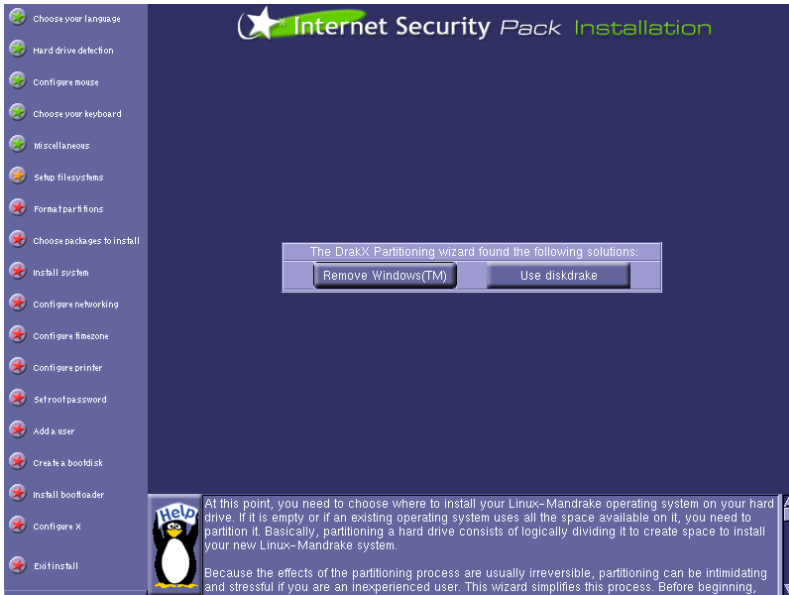 Internet Security Pack Installation
Choose your language
Hard drive detection
Configure mouse
Choose your keyboard
Miscellaneous
Setup filesystems
Format partitions
Choose packages to install
Install system
Configure networking
Configure timezone
Configure printer
Set root password
Add a user
Create a bootdisk
Install bootloader
Configure X
Exit install
The DrakX Partitioning wizard found the following solutions:
Remove Windows(TM)
Use diskdrake
Help
At this point, you need to choose where to install your Linux-Mandrake operating system on your hard
drive. If it is empty or if an existing operating system uses all the space available on it, you need to
partition it. Basically, partitioning a hard drive consists of logically dividing it to create space to install
your new Linux-Mandrake system.
Because the effects of the partitioning process are usually irreversible, partitioning can be intimidating
and stressful if you are an inexperienced user. This wizard simplifies this process. Before beginning,